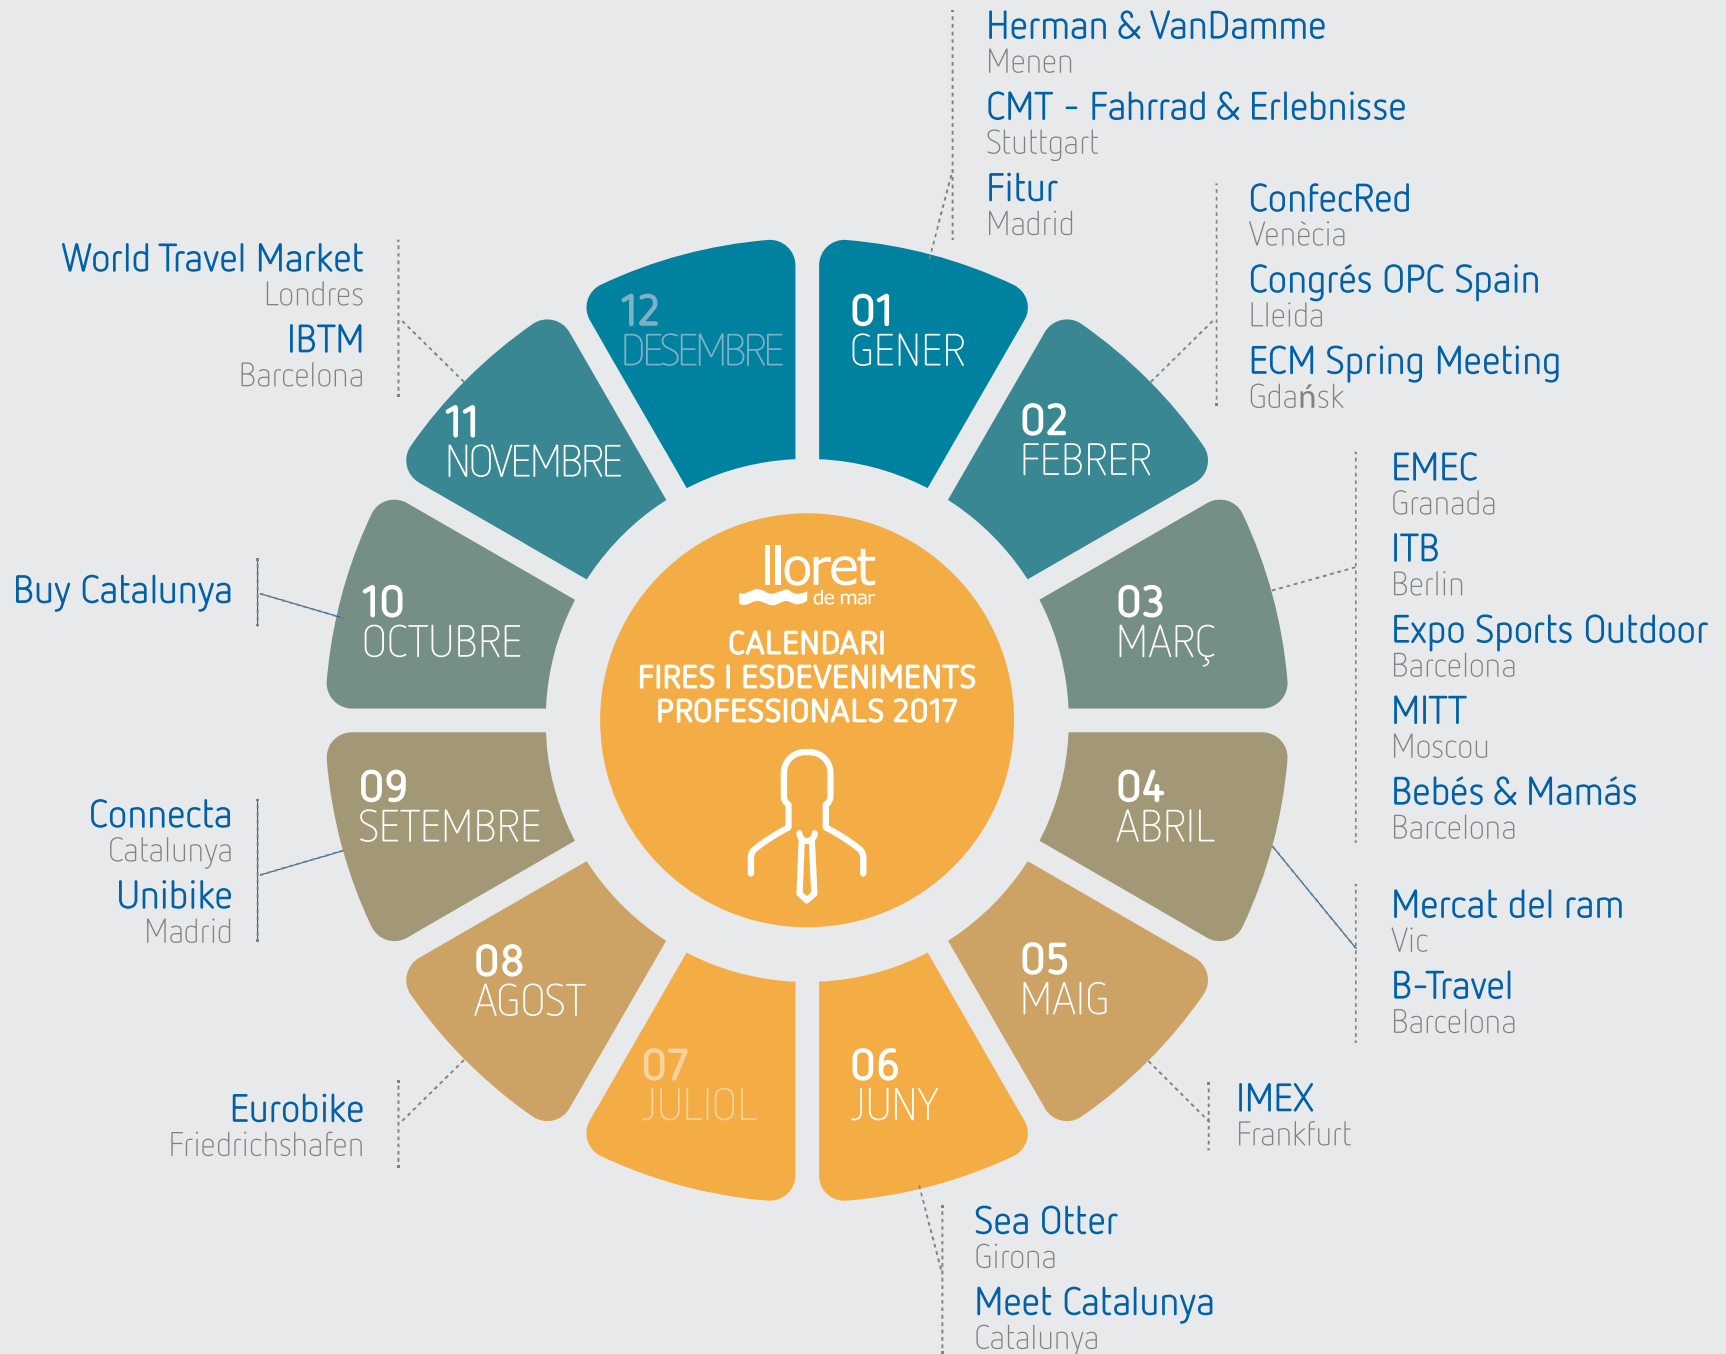 lloret
de mar
CALENDARI
FIRES I ESDEVENIMENTS
PROFESSIONALS 2017
01
GENER
Herman & VanDamme
Menen
CMT - Fahrrad & Erlebnisse
Stuttgart
Fitur
Madrid
02
FEBRER
ConfecRed
Venècia
Congrés OPC Spain
Lleida
ECM Spring Meeting
Gdańsk
03
MARÇ
EMEC
Granada
ITB
Berlin
Expo Sports Outdoor
Barcelona
MITT
Moscou
Bebés & Mamás
Barcelona
04
ABRIL
Mercat del ram
Vic
B-Travel
Barcelona
05
MAIG
IMEX
Frankfurt
06
JUNY
Sea Otter
Girona
Meet Catalunya
Catalunya
07
JULIOL
08
AGOST
Eurobike
Friedrichshafen
09
SETEMBRE
Connecta
Catalunya
Unibike
Madrid
10
OCTUBRE
Buy Catalunya
11
NOVEMBRE
World Travel Market
Londres
IBTM
Barcelona
12
DESEMBRE